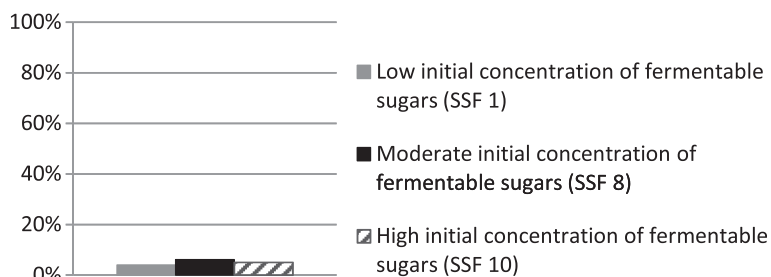 100%
80%
60%
40%
20%
0%
Low initial concentration of fermentable
sugars (SSF 1)
Moderate initial concentration of
fermentable sugars (SSF 8)
High initial concentration of fermentable
sugars (SSF 10)